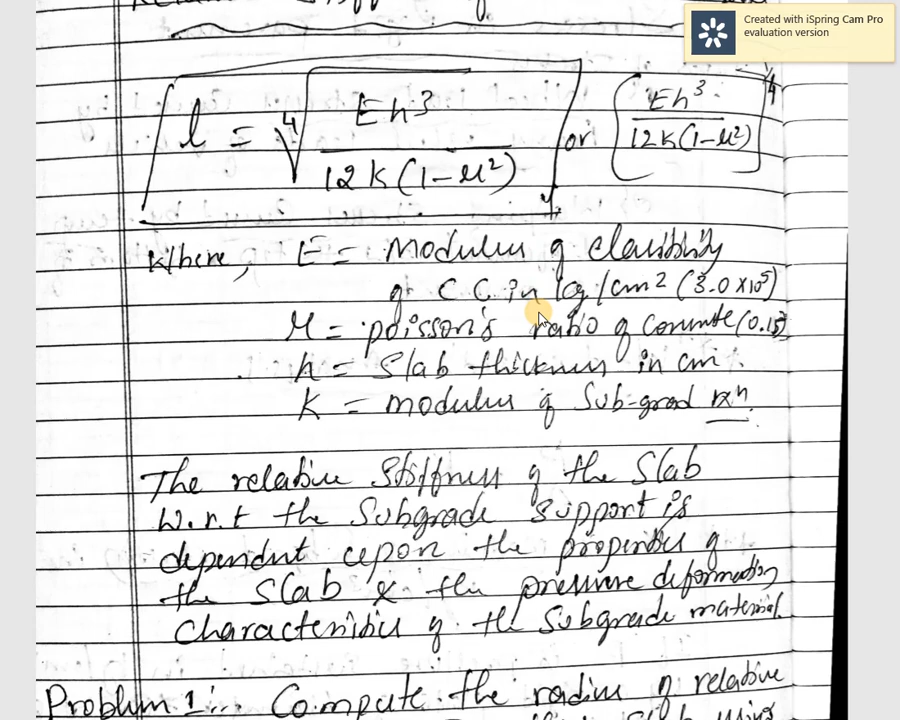 Created with iSpring Cam Pro
evaluation version
l = ∜(Eh³ / 12K(1-μ²)) or [Eh³ / 12K(1-μ²)]^1/4
Where, E = Modulus of elasticity
of CC in kg/cm² (3.0 x 10⁵)
μ = poisson's ratio of concrete (0.15)
h = Slab thickness in cm.
K = modulus of Sub-grad rxn.
The relative Stiffness of the Slab
w.r.t the Subgrade support is
dependent upon the properties of
the Slab & the pressure deformation
Characteristics of the Subgrade material.
Problem 1: Compute the radius of relative